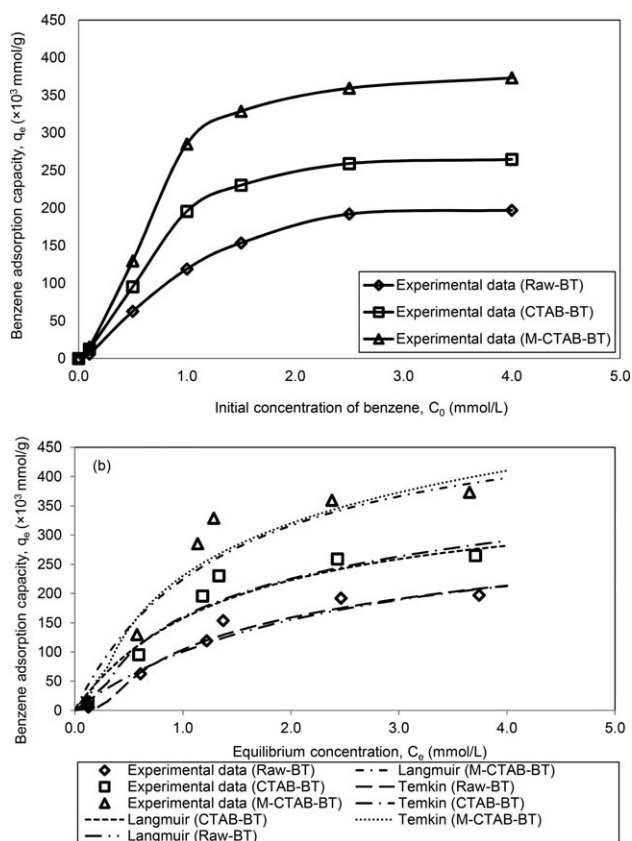 450
400
350
300
250
200
150
100
50
0
Benzene adsorption capacity, qₑ (×10³ mmol/g)
Experimental data (Raw-BT)
Experimental data (CTAB-BT)
Experimental data (M-CTAB-BT)
0.0 1.0 2.0 3.0 4.0 5.0
Initial concentration of benzene, C₀ (mmol/L)
(b)
450
400
350
300
250
200
150
100
50
0
Benzene adsorption capacity, qₑ (×10³ mmol/g)
0.0 1.0 2.0 3.0 4.0 5.0
Equilibrium concentration, Cₑ (mmol/L)
Experimental data (Raw-BT)
Experimental data (CTAB-BT)
Experimental data (M-CTAB-BT)
Langmuir (CTAB-BT)
Langmuir (Raw-BT)
Langmuir (M-CTAB-BT)
Temkin (Raw-BT)
Temkin (CTAB-BT)
Temkin (M-CTAB-BT)